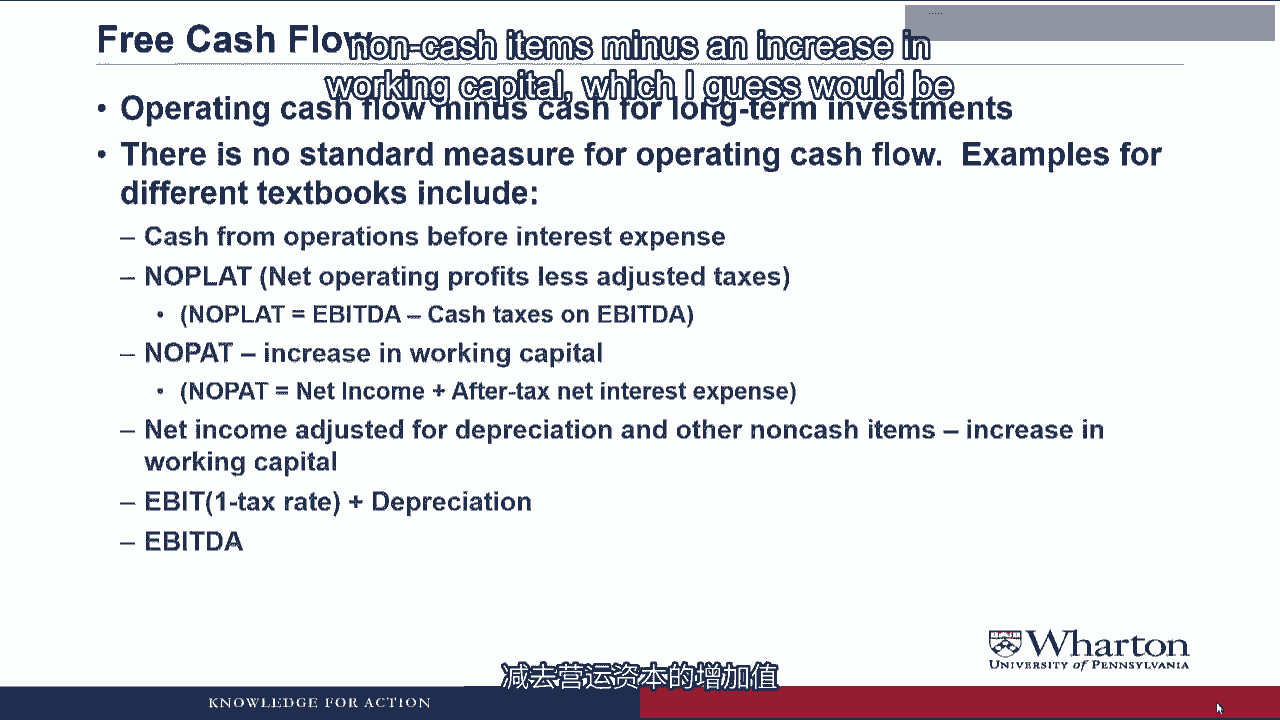 Free Cash Flow
non-cash items minus an increase in
working capital, which I guess would be
• Operating cash flow minus cash for long-term investments
• There is no standard measure for operating cash flow. Examples for
different textbooks include:
– Cash from operations before interest expense
– NOPLAT (Net operating profits less adjusted taxes)
• (NOPLAT = EBITDA – Cash taxes on EBITDA)
– NOPAT – increase in working capital
• (NOPAT = Net Income + After-tax net interest expense)
– Net income adjusted for depreciation and other noncash items – increase in
working capital
– EBIT(1-tax rate) + Depreciation
– EBITDA
Wharton
UNIVERSITY of PENNSYLVANIA
减去营运资本的增加值
KNOWLEDGE FOR ACTION